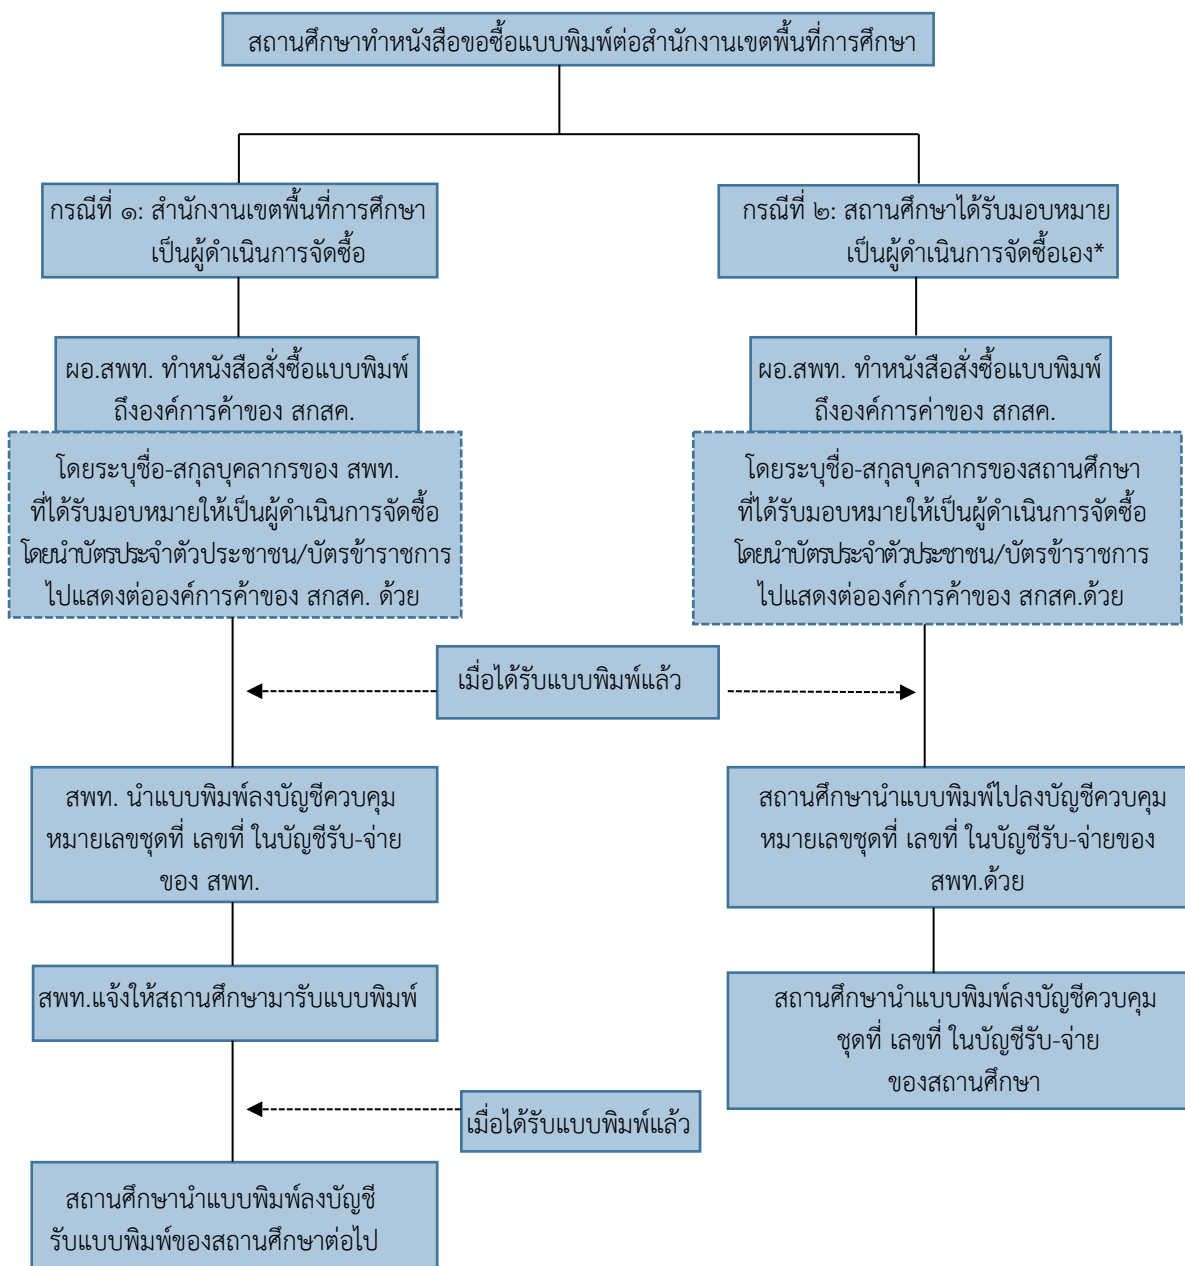 สถานศึกษาทำหนังสือขอซื้อแบบพิมพ์ต่อสำนักงานเขตพื้นที่การศึกษา
กรณีที่ ๑: สำนักงานเขตพื้นที่การศึกษา
เป็นผู้ดำเนินการจัดซื้อ
กรณีที่ ๒: สถานศึกษาได้รับมอบหมาย
เป็นผู้ดำเนินการจัดซื้อเอง*
ผอ.สพท. ทำหนังสือสั่งซื้อแบบพิมพ์
ถึงองค์การค้าของ สกสค.
ผอ.สพท. ทำหนังสือสั่งซื้อแบบพิมพ์
ถึงองค์การค่าของ สกสค.
โดยระบุชื่อ-สกุลบุคลากรของ สพท.
ที่ได้รับมอบหมายให้เป็นผู้ดำเนินการจัดซื้อ
โดยนำบัตรประจำตัวประชาชน/บัตรข้าราชการ
ไปแสดงต่อองค์การค้าของ สกสค. ด้วย
โดยระบุชื่อ-สกุลบุคลากรของสถานศึกษา
ที่ได้รับมอบหมายให้เป็นผู้ดำเนินการจัดซื้อ
โดยนำบัตรประจำตัวประชาชน/บัตรข้าราชการ
ไปแสดงต่อองค์การค้าของ สกสค.ด้วย
เมื่อได้รับแบบพิมพ์แล้ว
สพท. นำแบบพิมพ์ลงบัญชีควบคุม
หมายเลขชุดที่ เลขที่ ในบัญชีรับ-จ่าย
ของ สพท.
สถานศึกษานำแบบพิมพ์ไปลงบัญชีควบคุม
หมายเลขชุดที่ เลขที่ ในบัญชีรับ-จ่ายของ
สพท.ด้วย
สพท.แจ้งให้สถานศึกษามารับแบบพิมพ์
สถานศึกษานำแบบพิมพ์ลงบัญชีควบคุม
ชุดที่ เลขที่ ในบัญชีรับ-จ่าย
ของสถานศึกษา
เมื่อได้รับแบบพิมพ์แล้ว
สถานศึกษานำแบบพิมพ์ลงบัญชี
รับแบบพิมพ์ของสถานศึกษาต่อไป